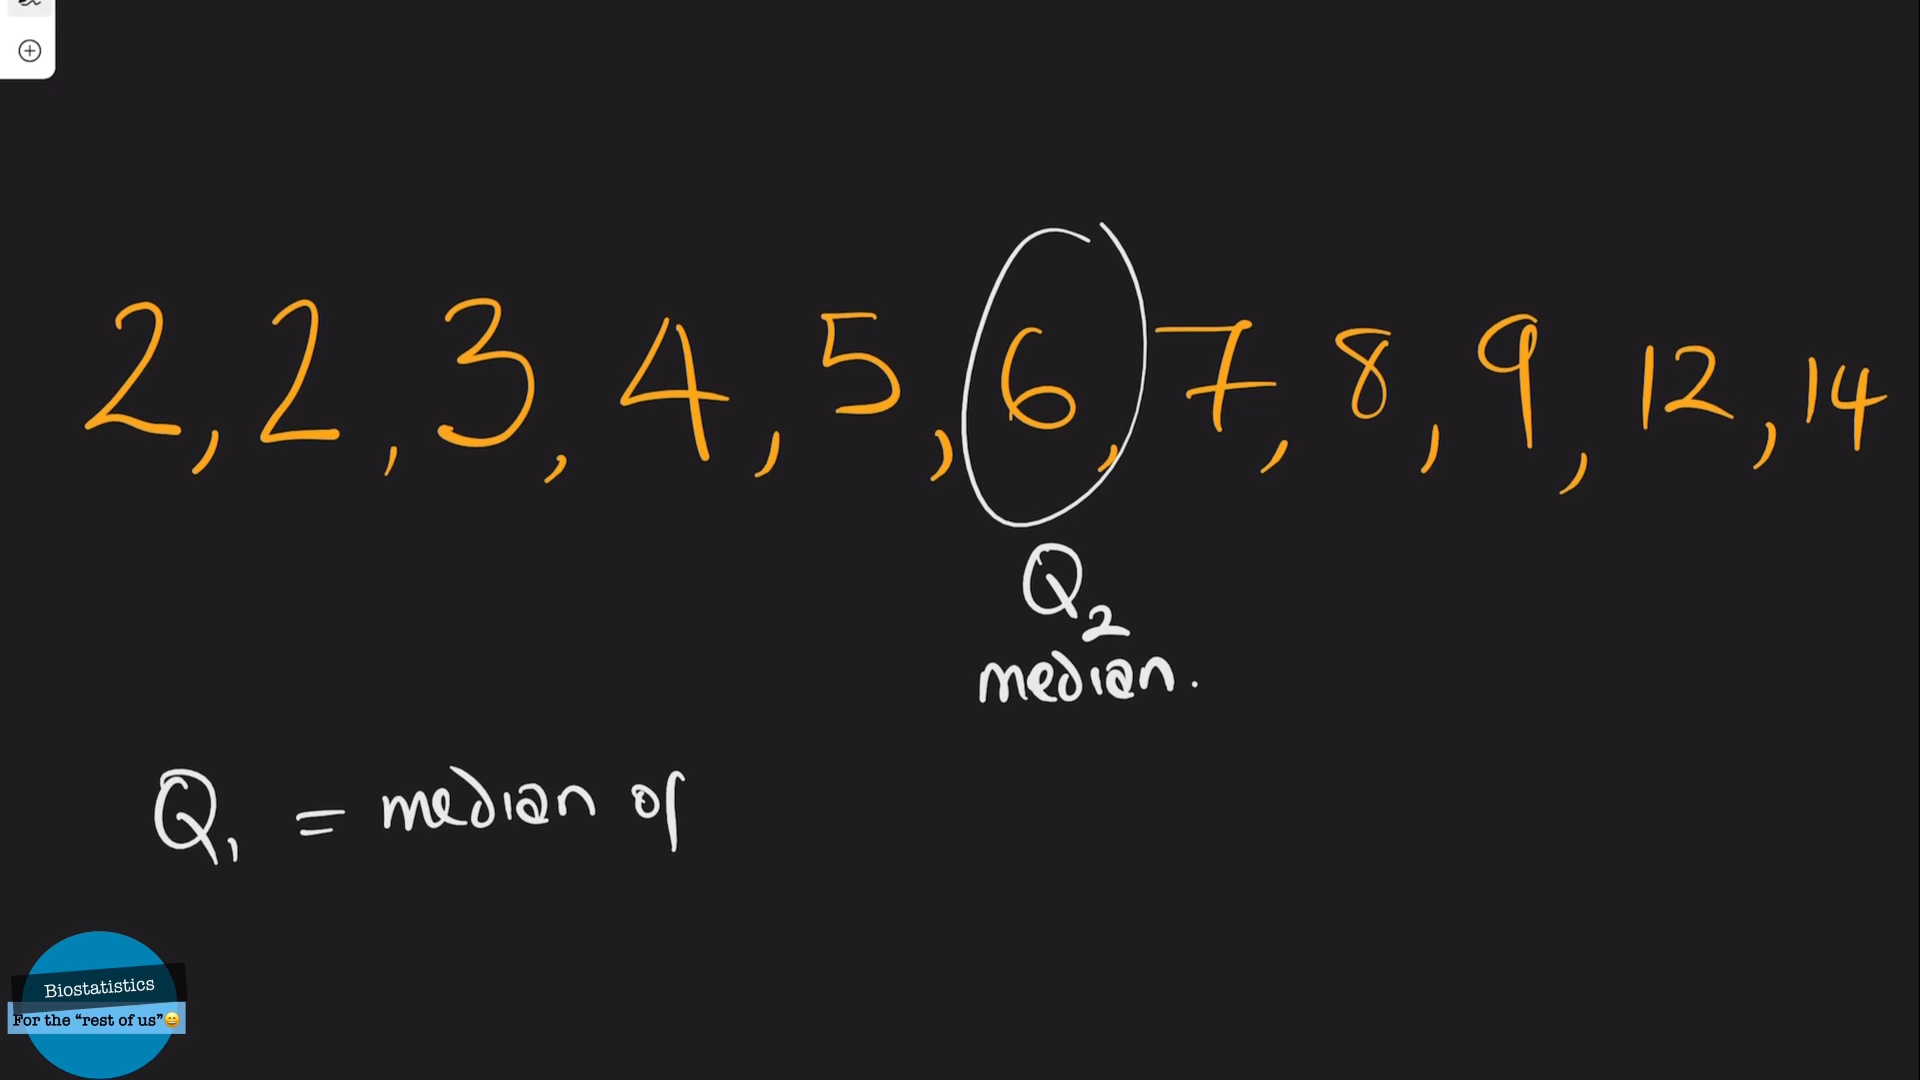 2, 2, 3, 4, 5, 6, 7, 8, 9, 12, 14
Q2
median.
Q1 = median of
Biostatistics
For the “rest of us”😄